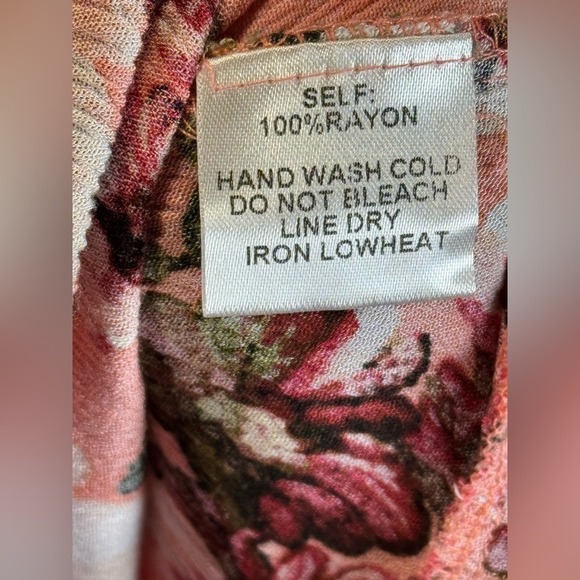 SELF:
100%RAYON
HAND WASH COLD
DO NOT BLEACH
LINE DRY
IRON LOWHEAT